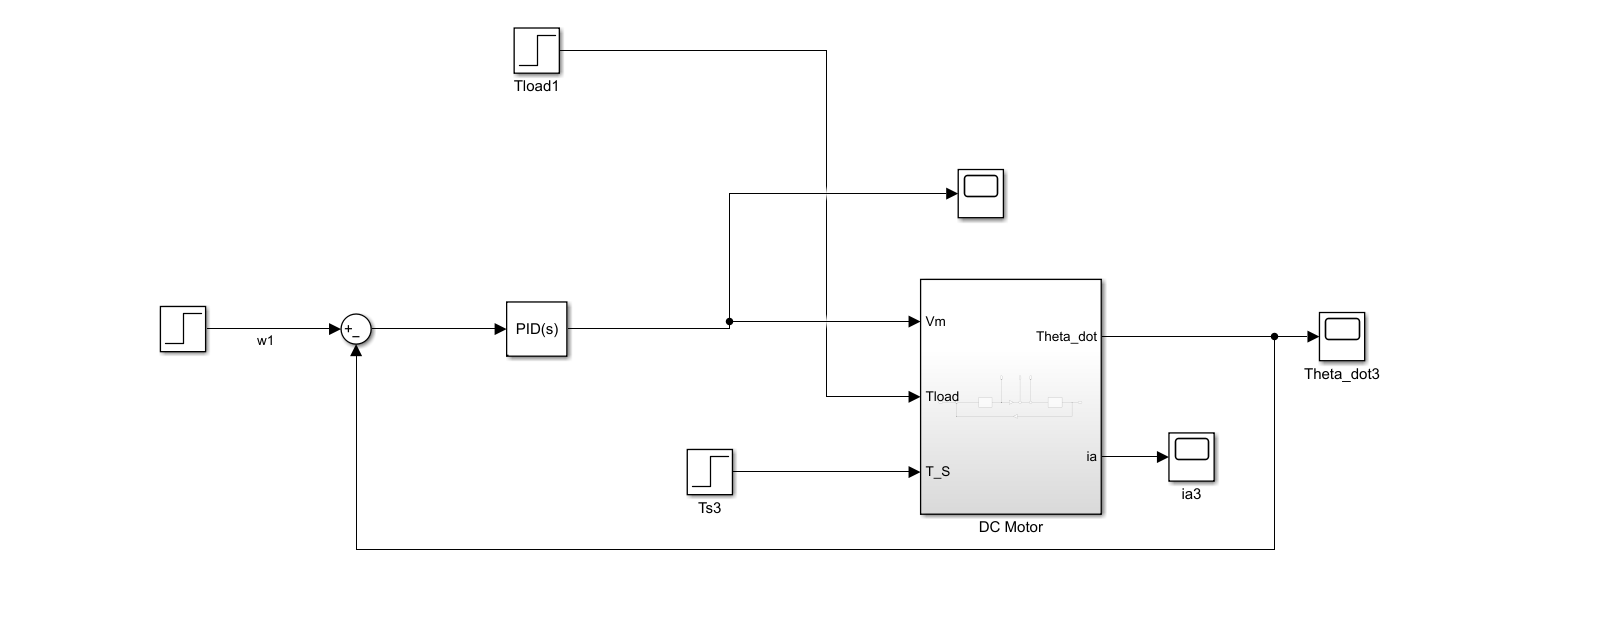 Tload1
w1
+
−
PID(s)
Vm
Theta_dot
Theta_dot3
Tload
ia
T_S
ia3
Ts3
DC Motor